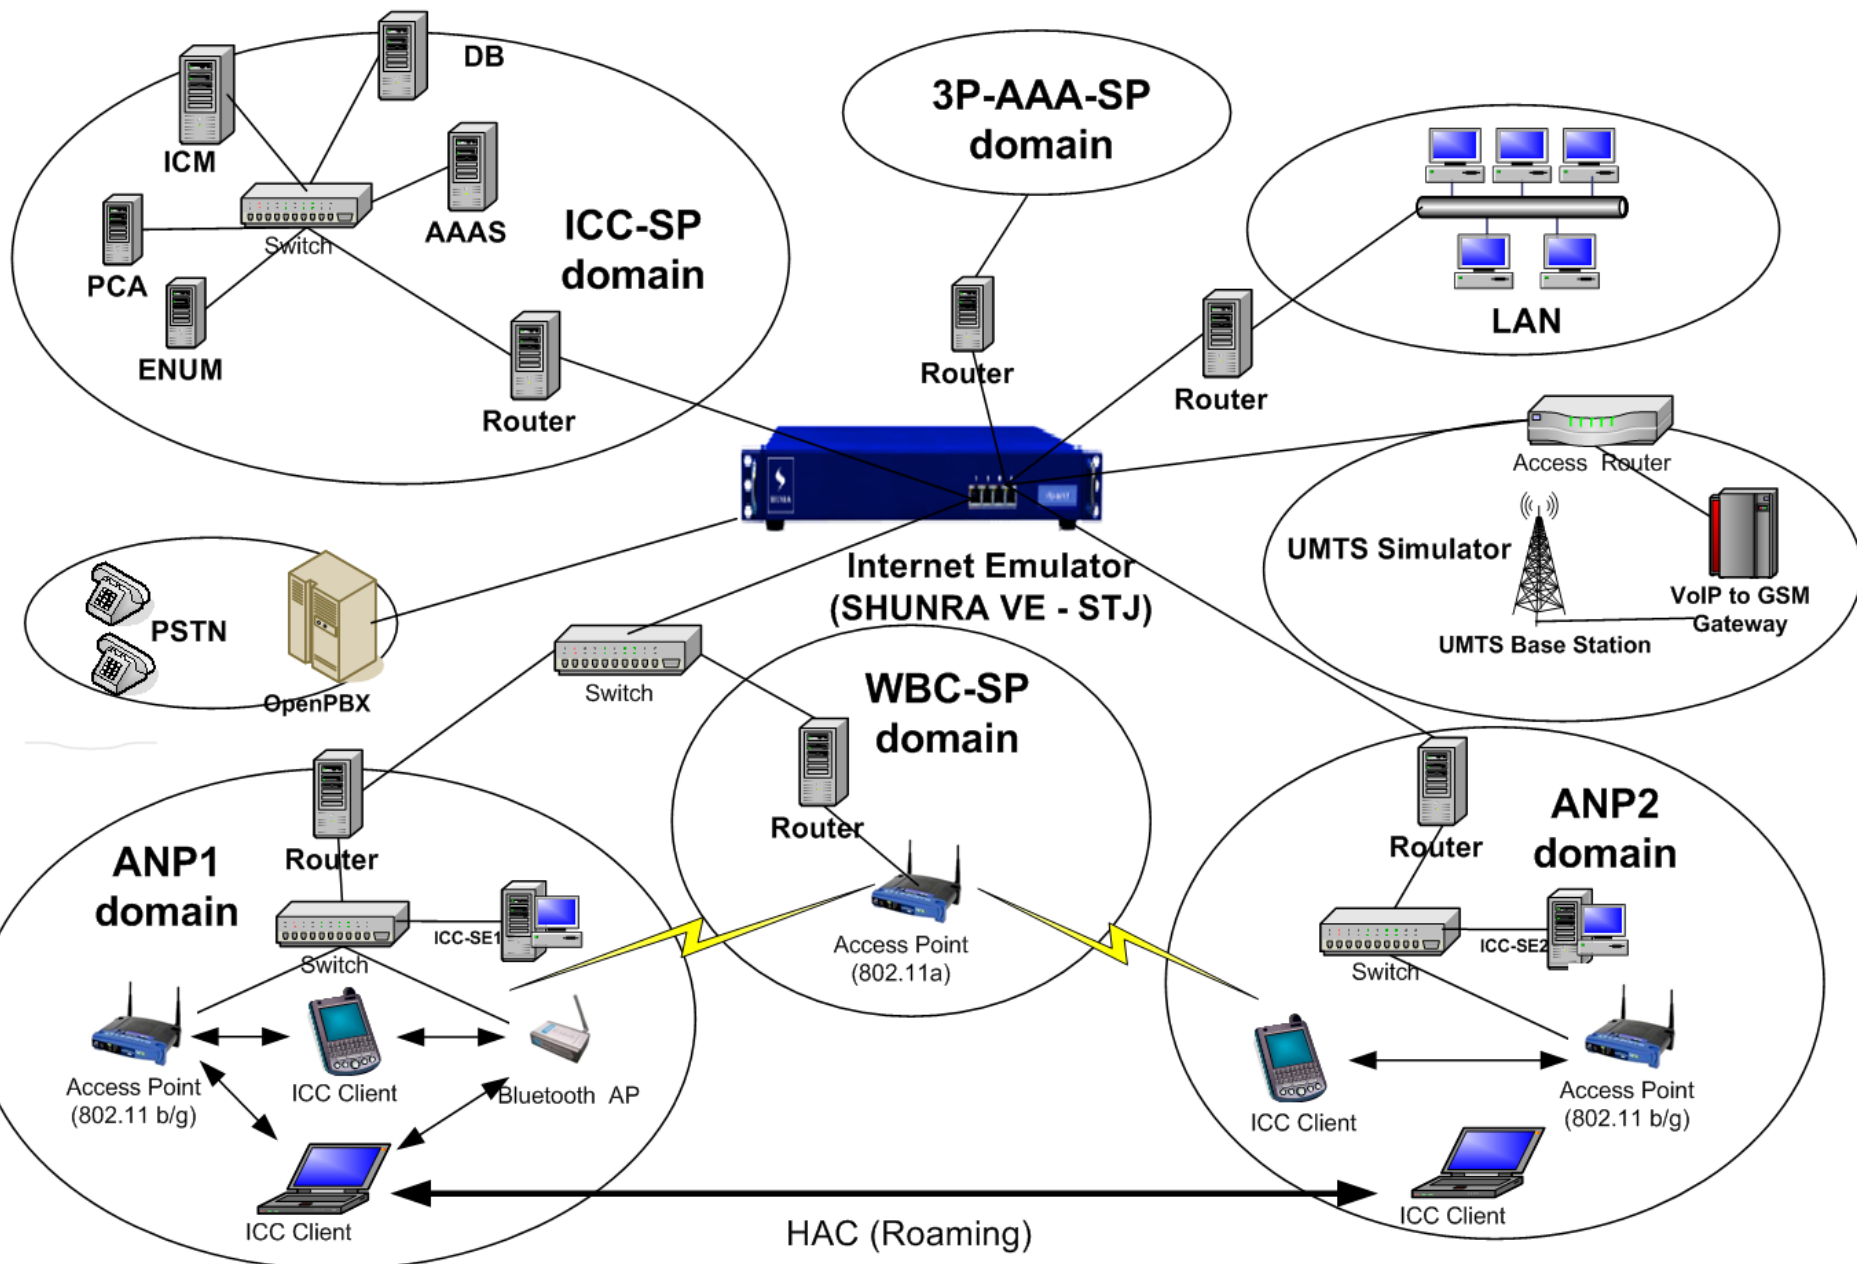 DB
ICM
Switch
AAAS
PCA
ENUM
ICC-SP
domain
Router
3P-AAA-SP
domain
Router
LAN
Router
Access Router
UMTS Simulator
VoIP to GSM
Gateway
UMTS Base Station
Internet Emulator
(SHUNRA VE - STJ)
PSTN
OpenPBX
Switch
WBC-SP
domain
Router
Access Point
(802.11a)
ANP1
domain
Router
Switch
ICC-SE1
Access Point
(802.11 b/g)
ICC Client
Bluetooth AP
ICC Client
HAC (Roaming)
ANP2
domain
Router
Switch
ICC-SE2
ICC Client
Access Point
(802.11 b/g)
ICC Client